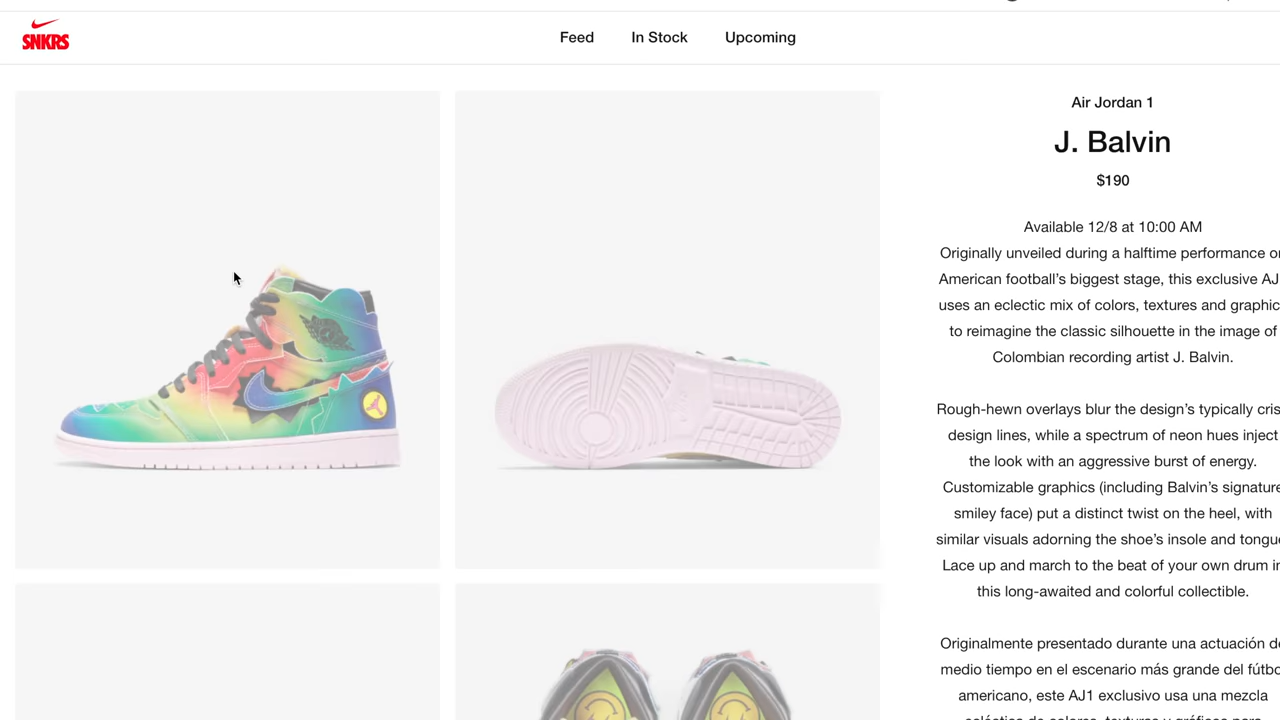 SNKRS
Feed
In Stock
Upcoming
Air Jordan 1
J. Balvin
$190
Available 12/8 at 10:00 AM
Originally unveiled during a halftime performance
American football’s biggest stage, this exclusive AJ
uses an eclectic mix of colors, textures and graphic
to reimagine the classic silhouette in the image of
Colombian recording artist J. Balvin.
Rough-hewn overlays blur the design’s typically
design lines, while a spectrum of neon hues inject
the look with an aggressive burst of energy.
Customizable graphics (including Balvin’s signature
smiley face) put a distinct twist on the heel, with
similar visuals adorning the shoe’s insole and tongue
Lace up and march to the beat of your own drum in
this long-awaited and colorful collectible.
Originalmente presentado durante una actuación de
medio tiempo en el escenario más grande del
americano, este AJ1 exclusivo usa una mezcla